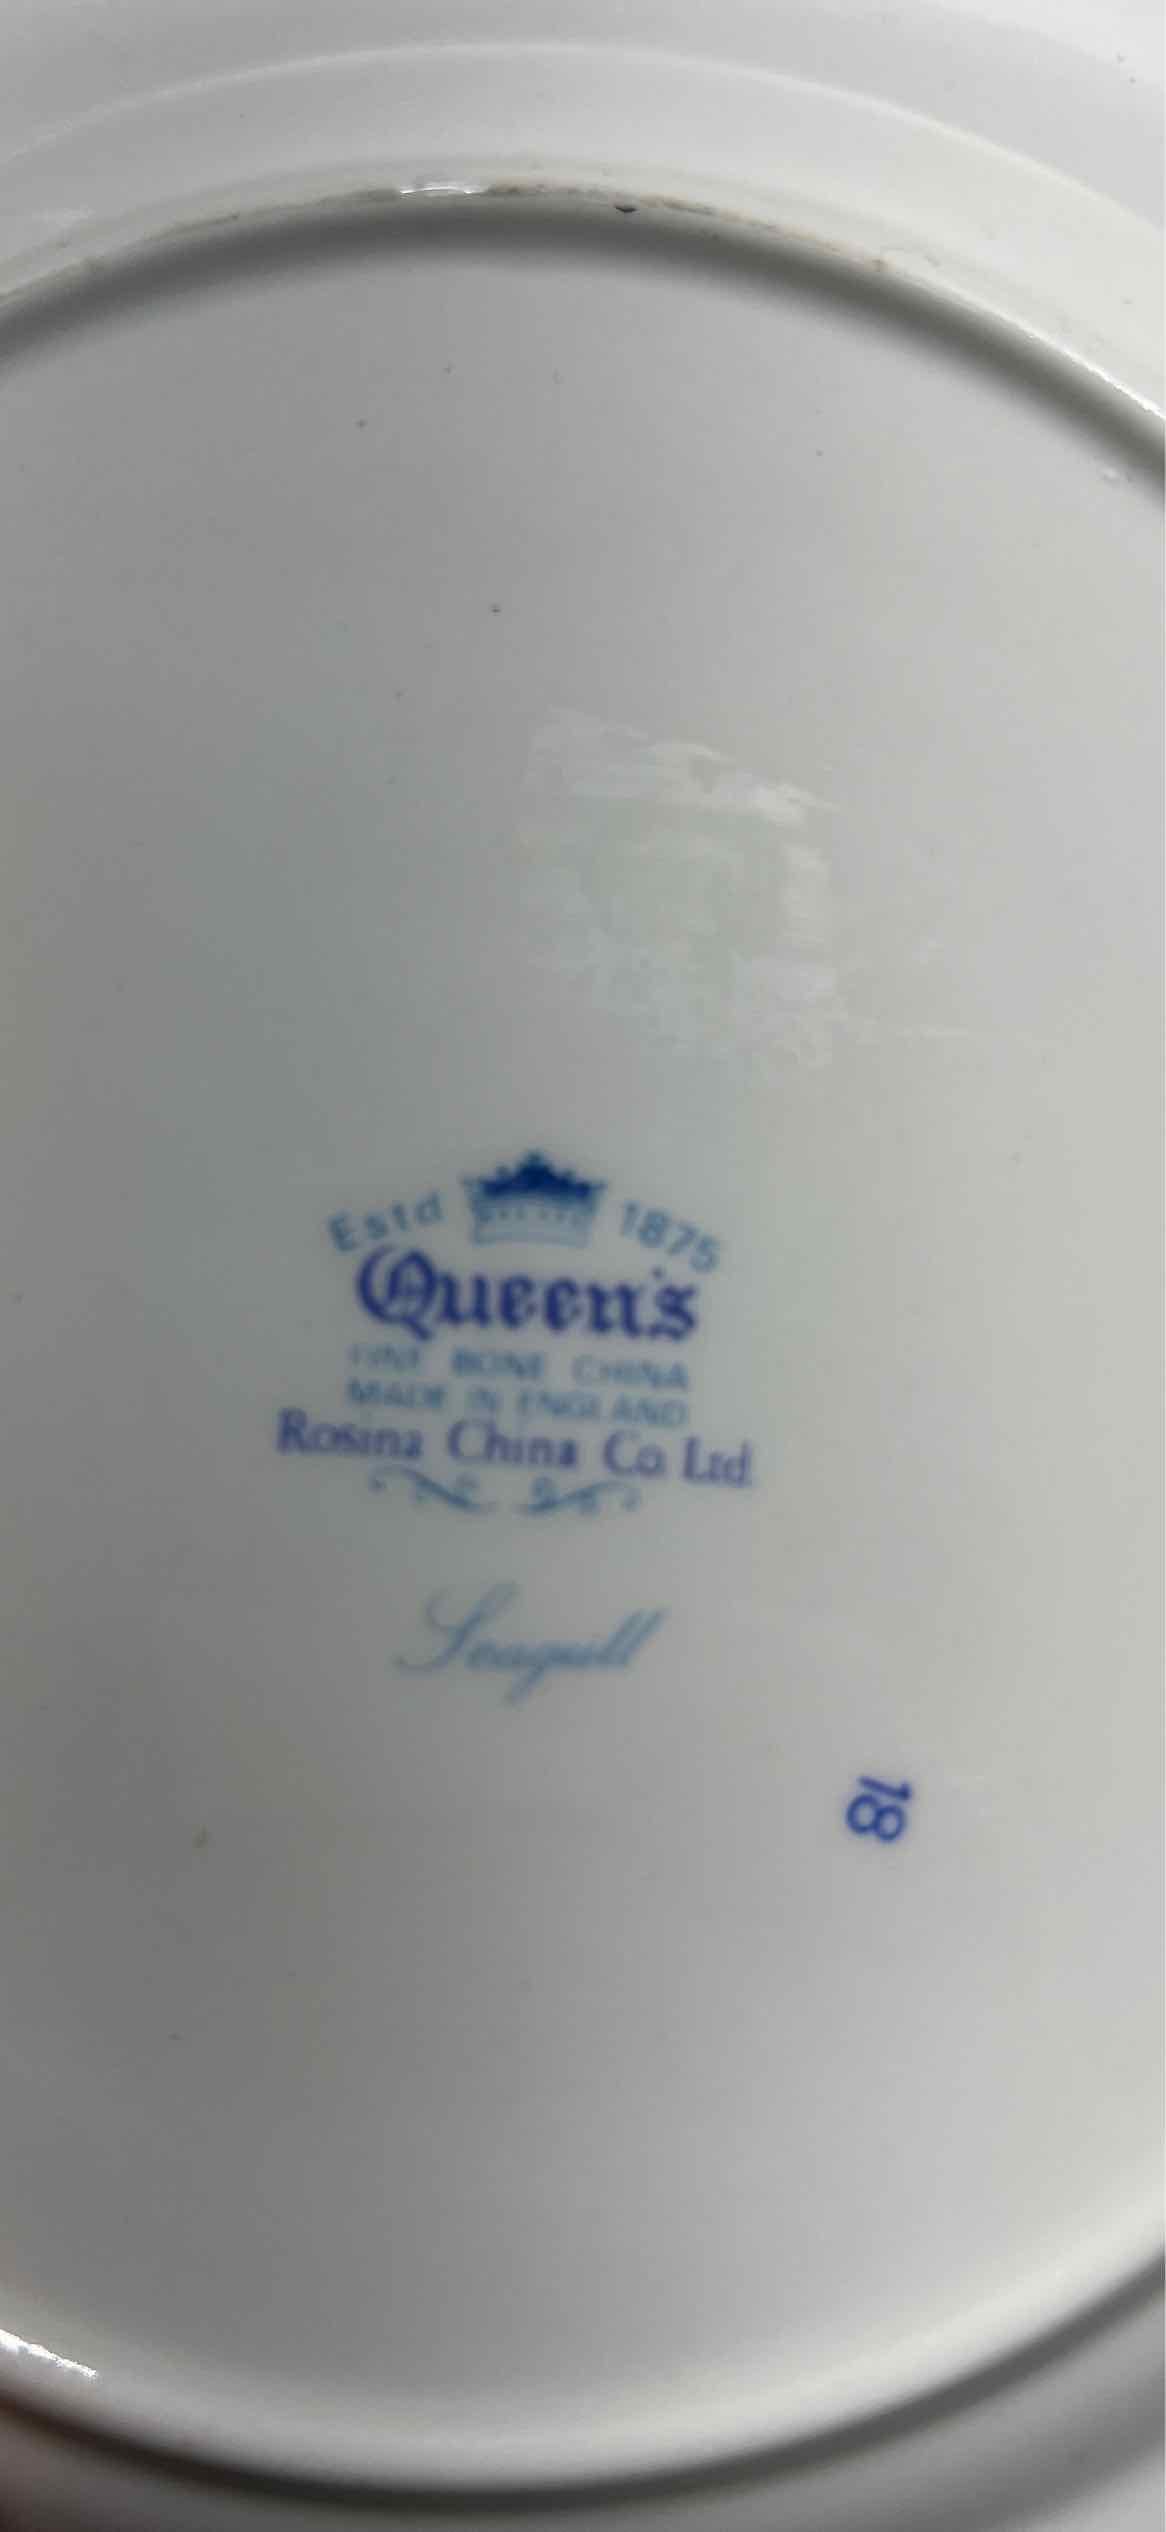 Estd 1875
Queen's
FINE BONE CHINA
MADE IN ENGLAND
Rosina China Co Ltd
Seagull
18